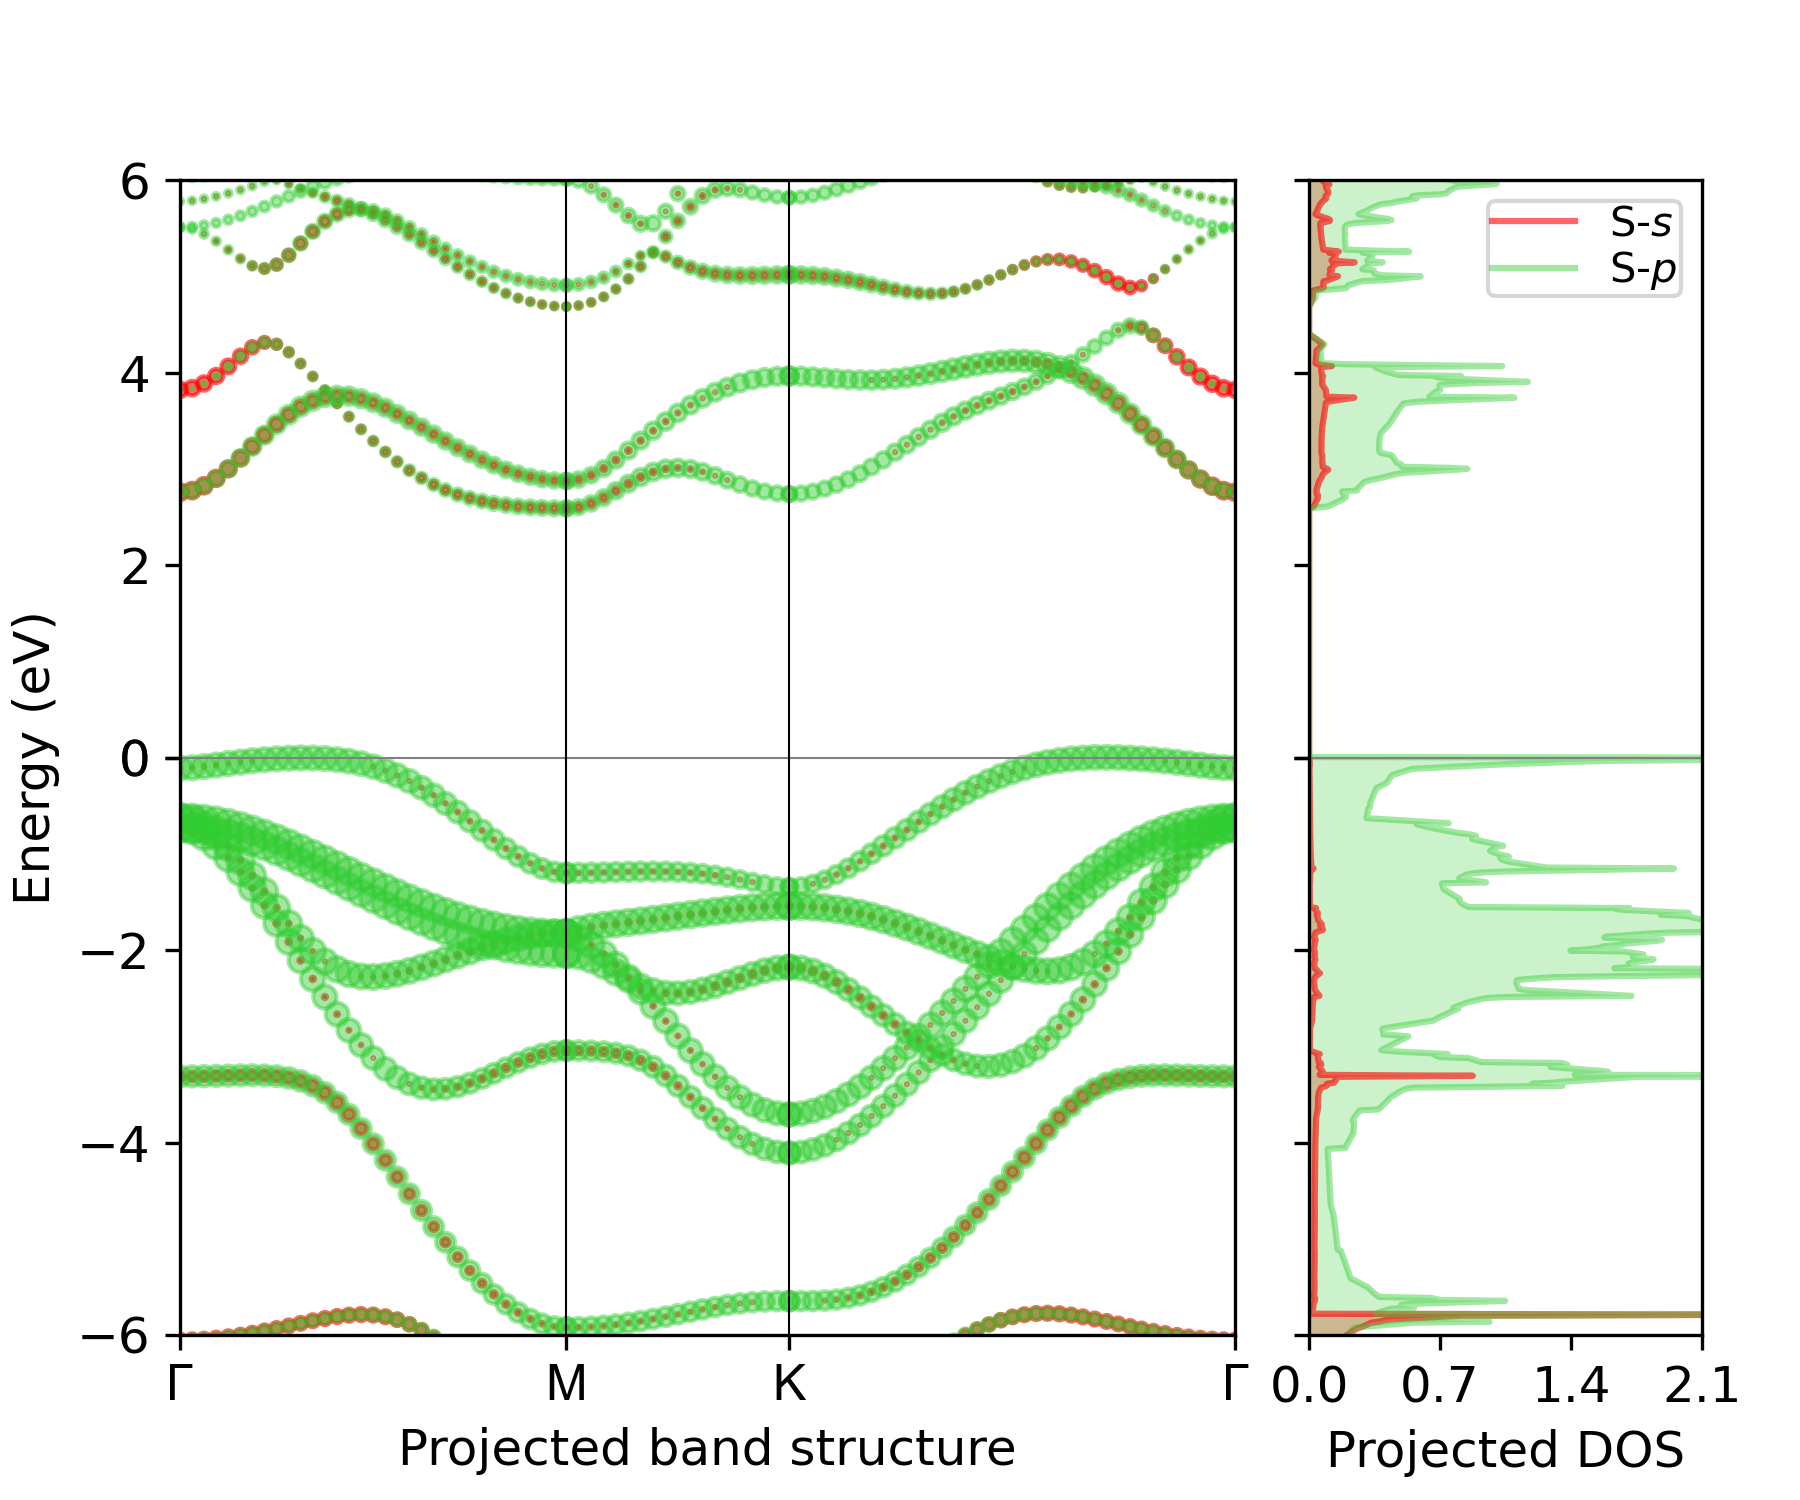 Energy (eV)
6
4
2
0
−2
−4
−6
Γ M K Γ
Projected band structure
S-s
S-p
0.0 0.7 1.4 2.1
Projected DOS